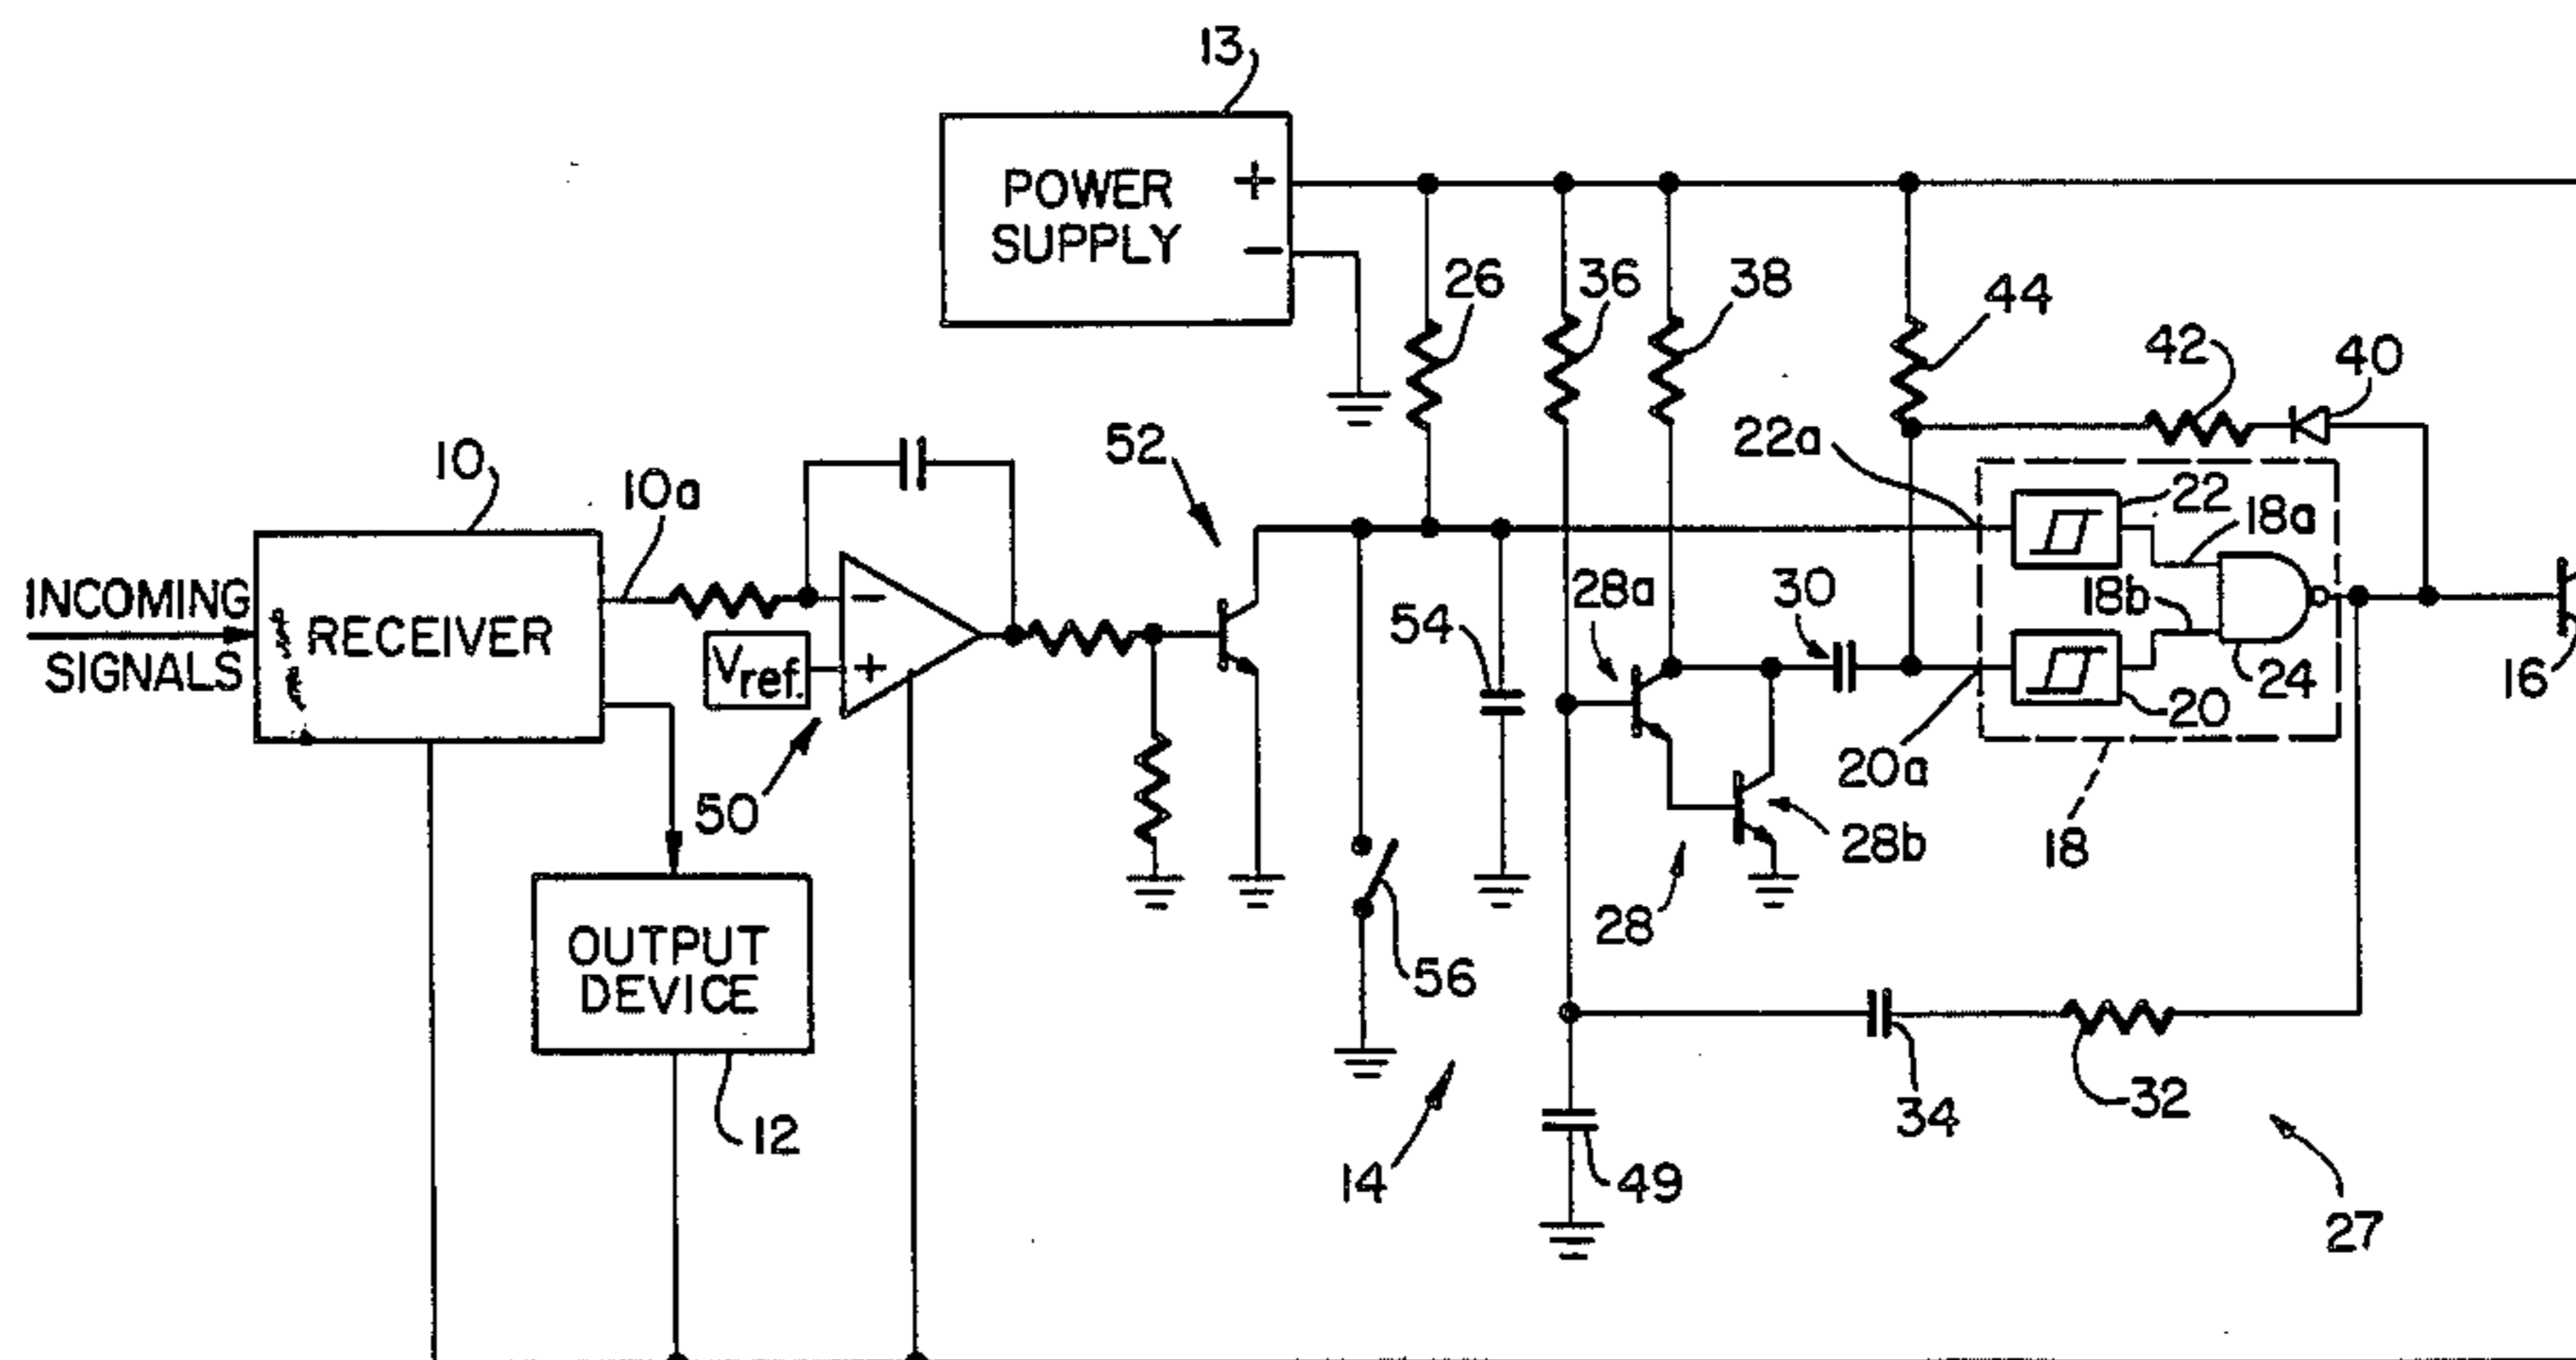 13
POWER
SUPPLY
+
−
26
36
38
44
42
40
52
22a
10
10a
22
18a
INCOMING
SIGNALS
RECEIVER
−
Vref.
+
28a
30
18b
54
24
16
20
20a
50
28b
18
28
OUTPUT
DEVICE
56
34
32
12
14
49
27